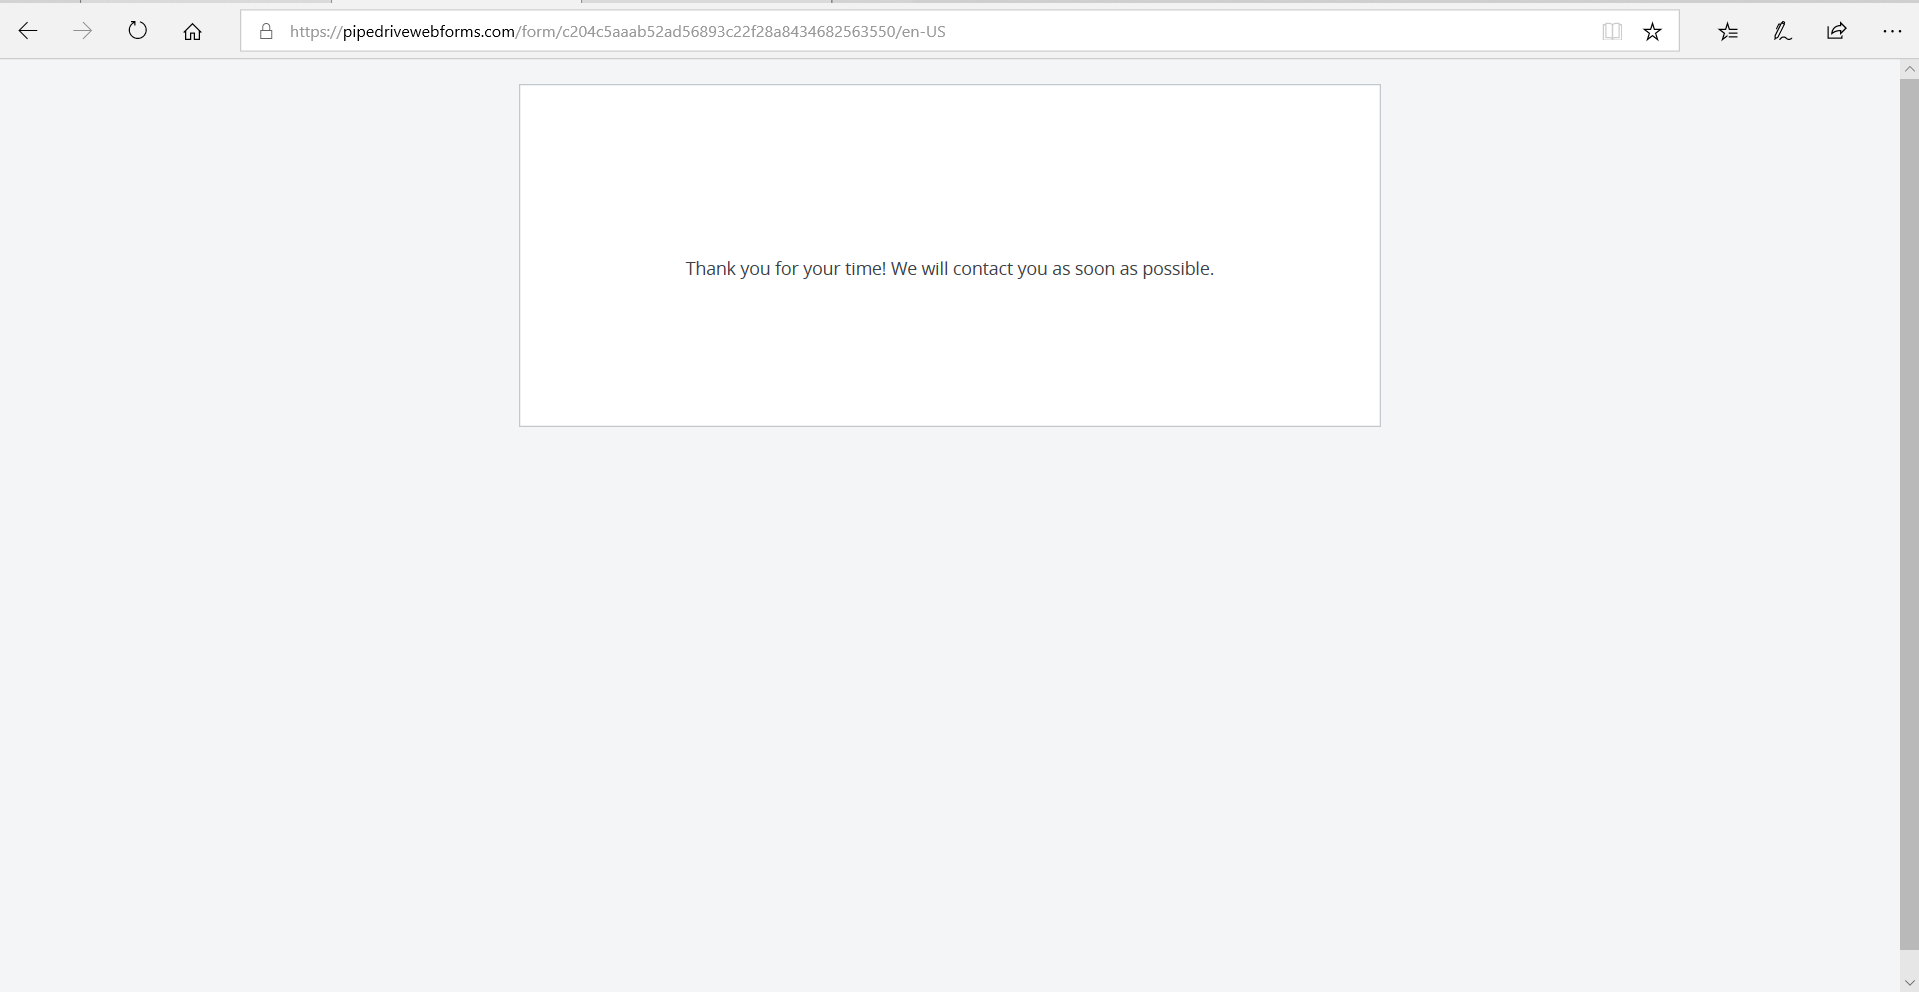 https://pipedrivewebforms.com/form/c204c5aaab52ad56893c22f28a8434682563550/en-US
Thank you for your time! We will contact you as soon as possible.